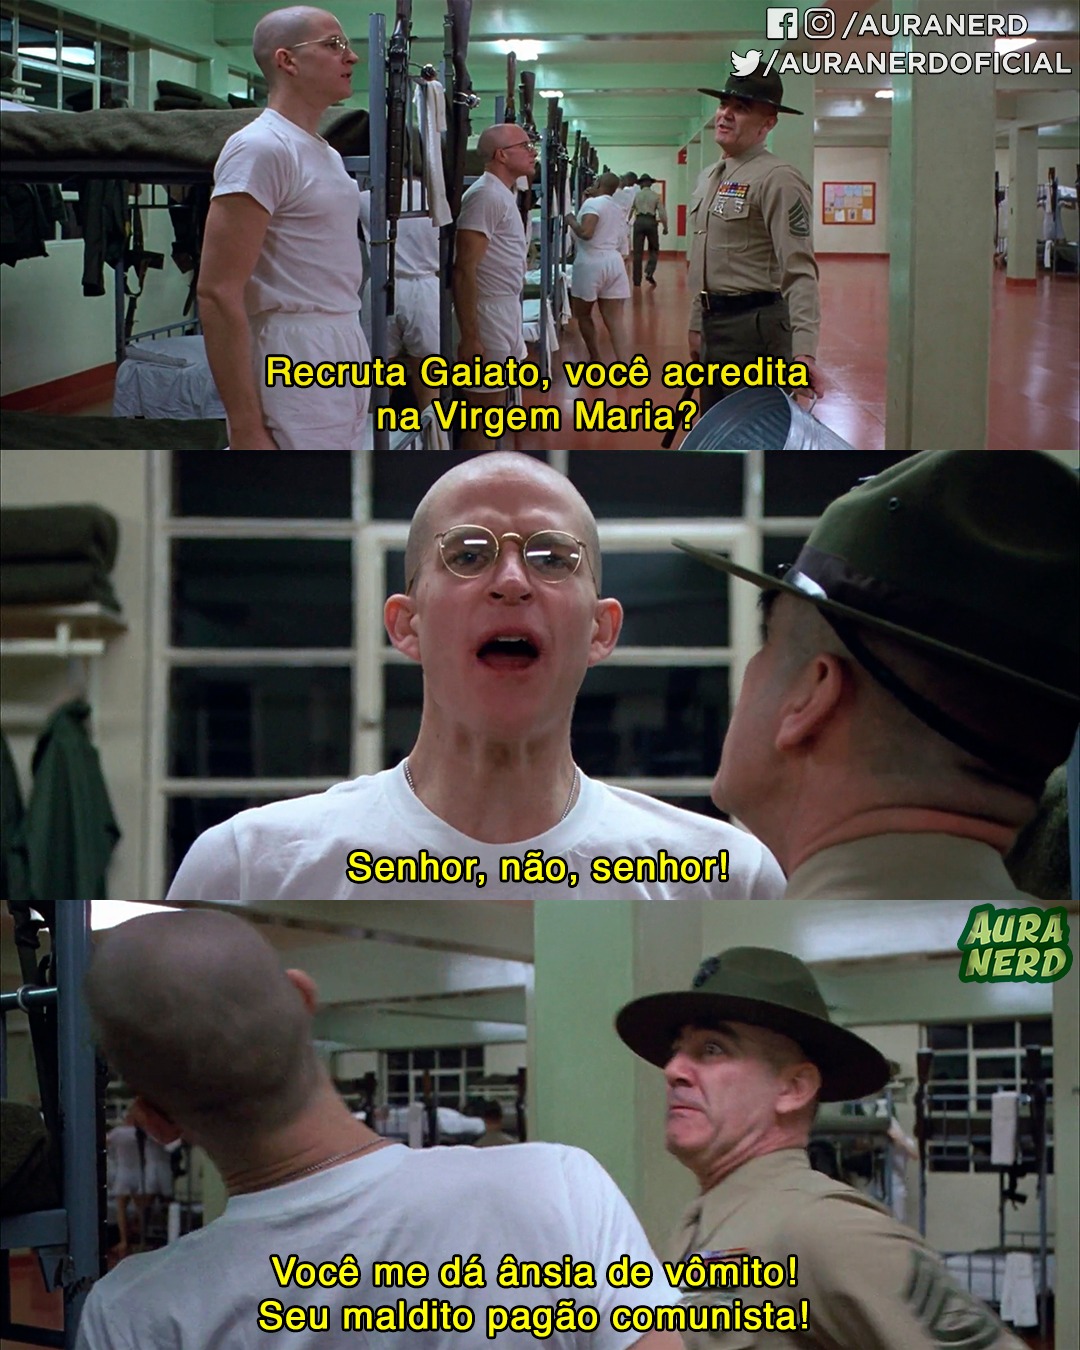 /AURANERD
/AURANERDOFICIAL
Recruta Gaiato, você acredita
na Virgem Maria?
Senhor, não, senhor!
AURA
NERD
Você me dá ânsia de vômito!
Seu maldito pagão comunista!